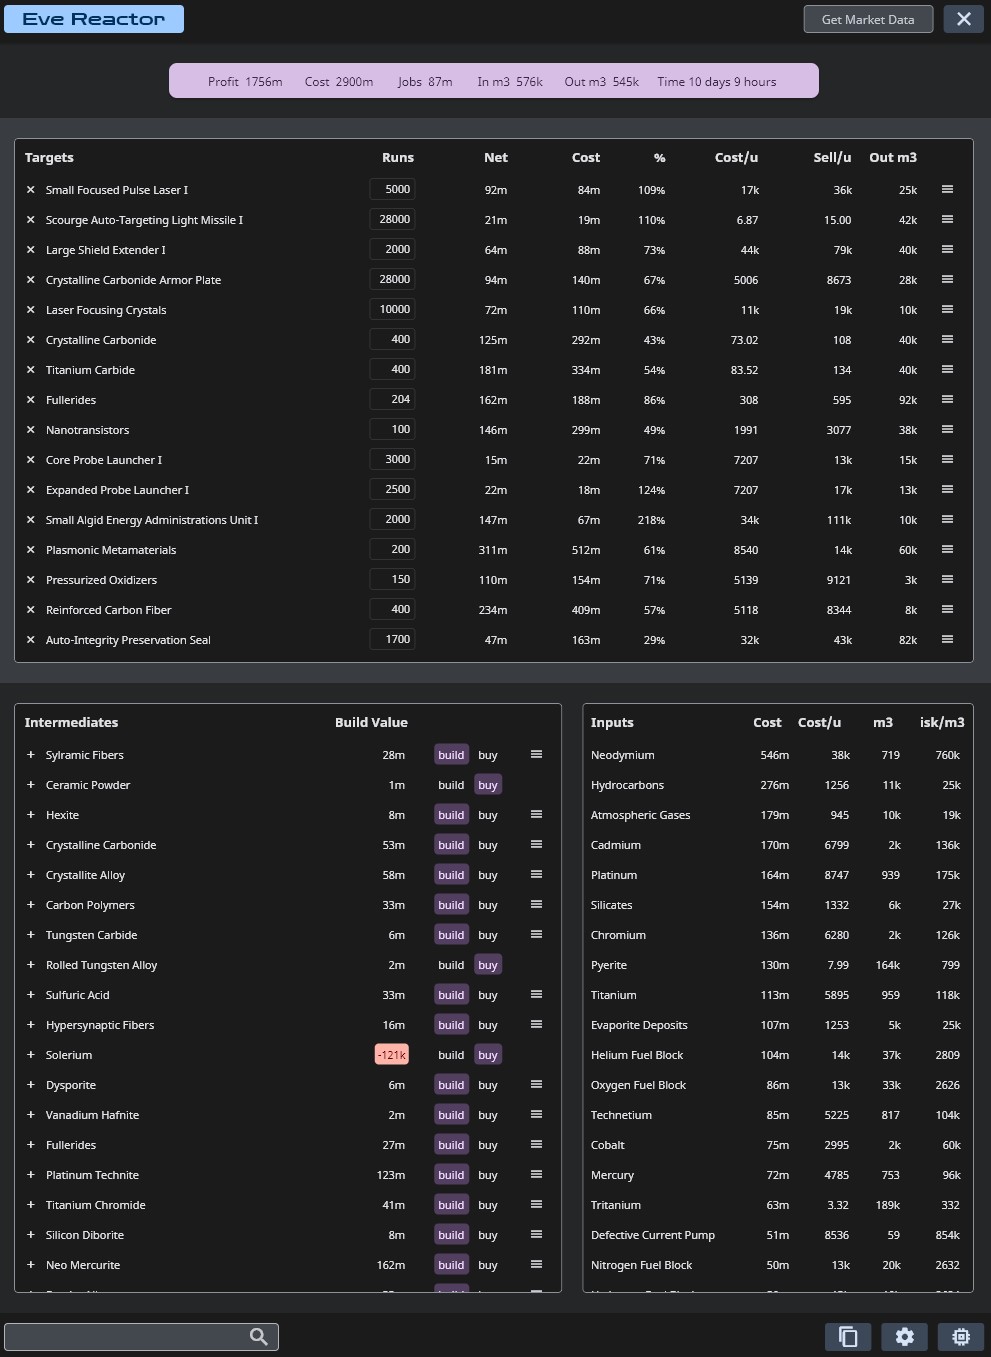 Eve Reactor
Get Market Data
Profit 1756m Cost 2900m Jobs 87m In m3 576k Out m3 545k Time 10 days 9 hours
Targets Runs Net Cost % Cost/u Sell/u Out m3
Small Focused Pulse Laser I 5000 92m 84m 109% 17k 36k 25k
Scourge Auto-Targeting Light Missile I 28000 21m 19m 110% 6.87 15.00 42k
Large Shield Extender I 2000 64m 88m 73% 44k 79k 40k
Crystalline Carbonide Armor Plate 28000 94m 140m 67% 5006 8673 28k
Laser Focusing Crystals 10000 72m 110m 66% 11k 19k 10k
Crystalline Carbonide 400 125m 292m 43% 73.02 108 40k
Titanium Carbide 400 181m 334m 54% 83.52 134 40k
Fullerides 204 162m 188m 86% 308 595 92k
Nanotransistors 100 146m 299m 49% 1991 3077 38k
Core Probe Launcher I 3000 15m 22m 71% 7207 13k 15k
Expanded Probe Launcher I 2500 22m 18m 124% 7207 17k 13k
Small Algid Energy Administrations Unit I 2000 147m 67m 218% 34k 111k 10k
Plasmonic Metamaterials 200 311m 512m 61% 8540 14k 60k
Pressurized Oxidizers 150 110m 154m 71% 5139 9121 3k
Reinforced Carbon Fiber 400 234m 409m 57% 5118 8344 8k
Auto-Integrity Preservation Seal 1700 47m 163m 29% 32k 43k 82k
Intermediates Build Value
Sylramic Fibers 28m build buy
Ceramic Powder 1m build buy
Hexite 8m build buy
Crystalline Carbonide 53m build buy
Crystallite Alloy 58m build buy
Carbon Polymers 33m build buy
Tungsten Carbide 6m build buy
Rolled Tungsten Alloy 2m build buy
Sulfuric Acid 33m build buy
Hypersynaptic Fibers 16m build buy
Solerium -121k build buy
Dysporite 6m build buy
Vanadium Hafnite 2m build buy
Fullerides 27m build buy
Platinum Technite 123m build buy
Titanium Chromide 41m build buy
Silicon Diborite 8m build buy
Neo Mercurite 162m build buy
Inputs Cost Cost/u m3 isk/m3
Neodymium 546m 38k 719 760k
Hydrocarbons 276m 1256 11k 25k
Atmospheric Gases 179m 945 10k 19k
Cadmium 170m 6799 2k 136k
Platinum 164m 8747 939 175k
Silicates 154m 1332 6k 27k
Chromium 136m 6280 2k 126k
Pyerite 130m 7.99 164k 799
Titanium 113m 5895 959 118k
Evaporite Deposits 107m 1253 5k 25k
Helium Fuel Block 104m 14k 37k 2809
Oxygen Fuel Block 86m 13k 33k 2626
Technetium 85m 5225 817 104k
Cobalt 75m 2995 2k 60k
Mercury 72m 4785 753 96k
Tritanium 63m 3.32 189k 332
Defective Current Pump 51m 8536 59 854k
Nitrogen Fuel Block 50m 13k 20k 2632